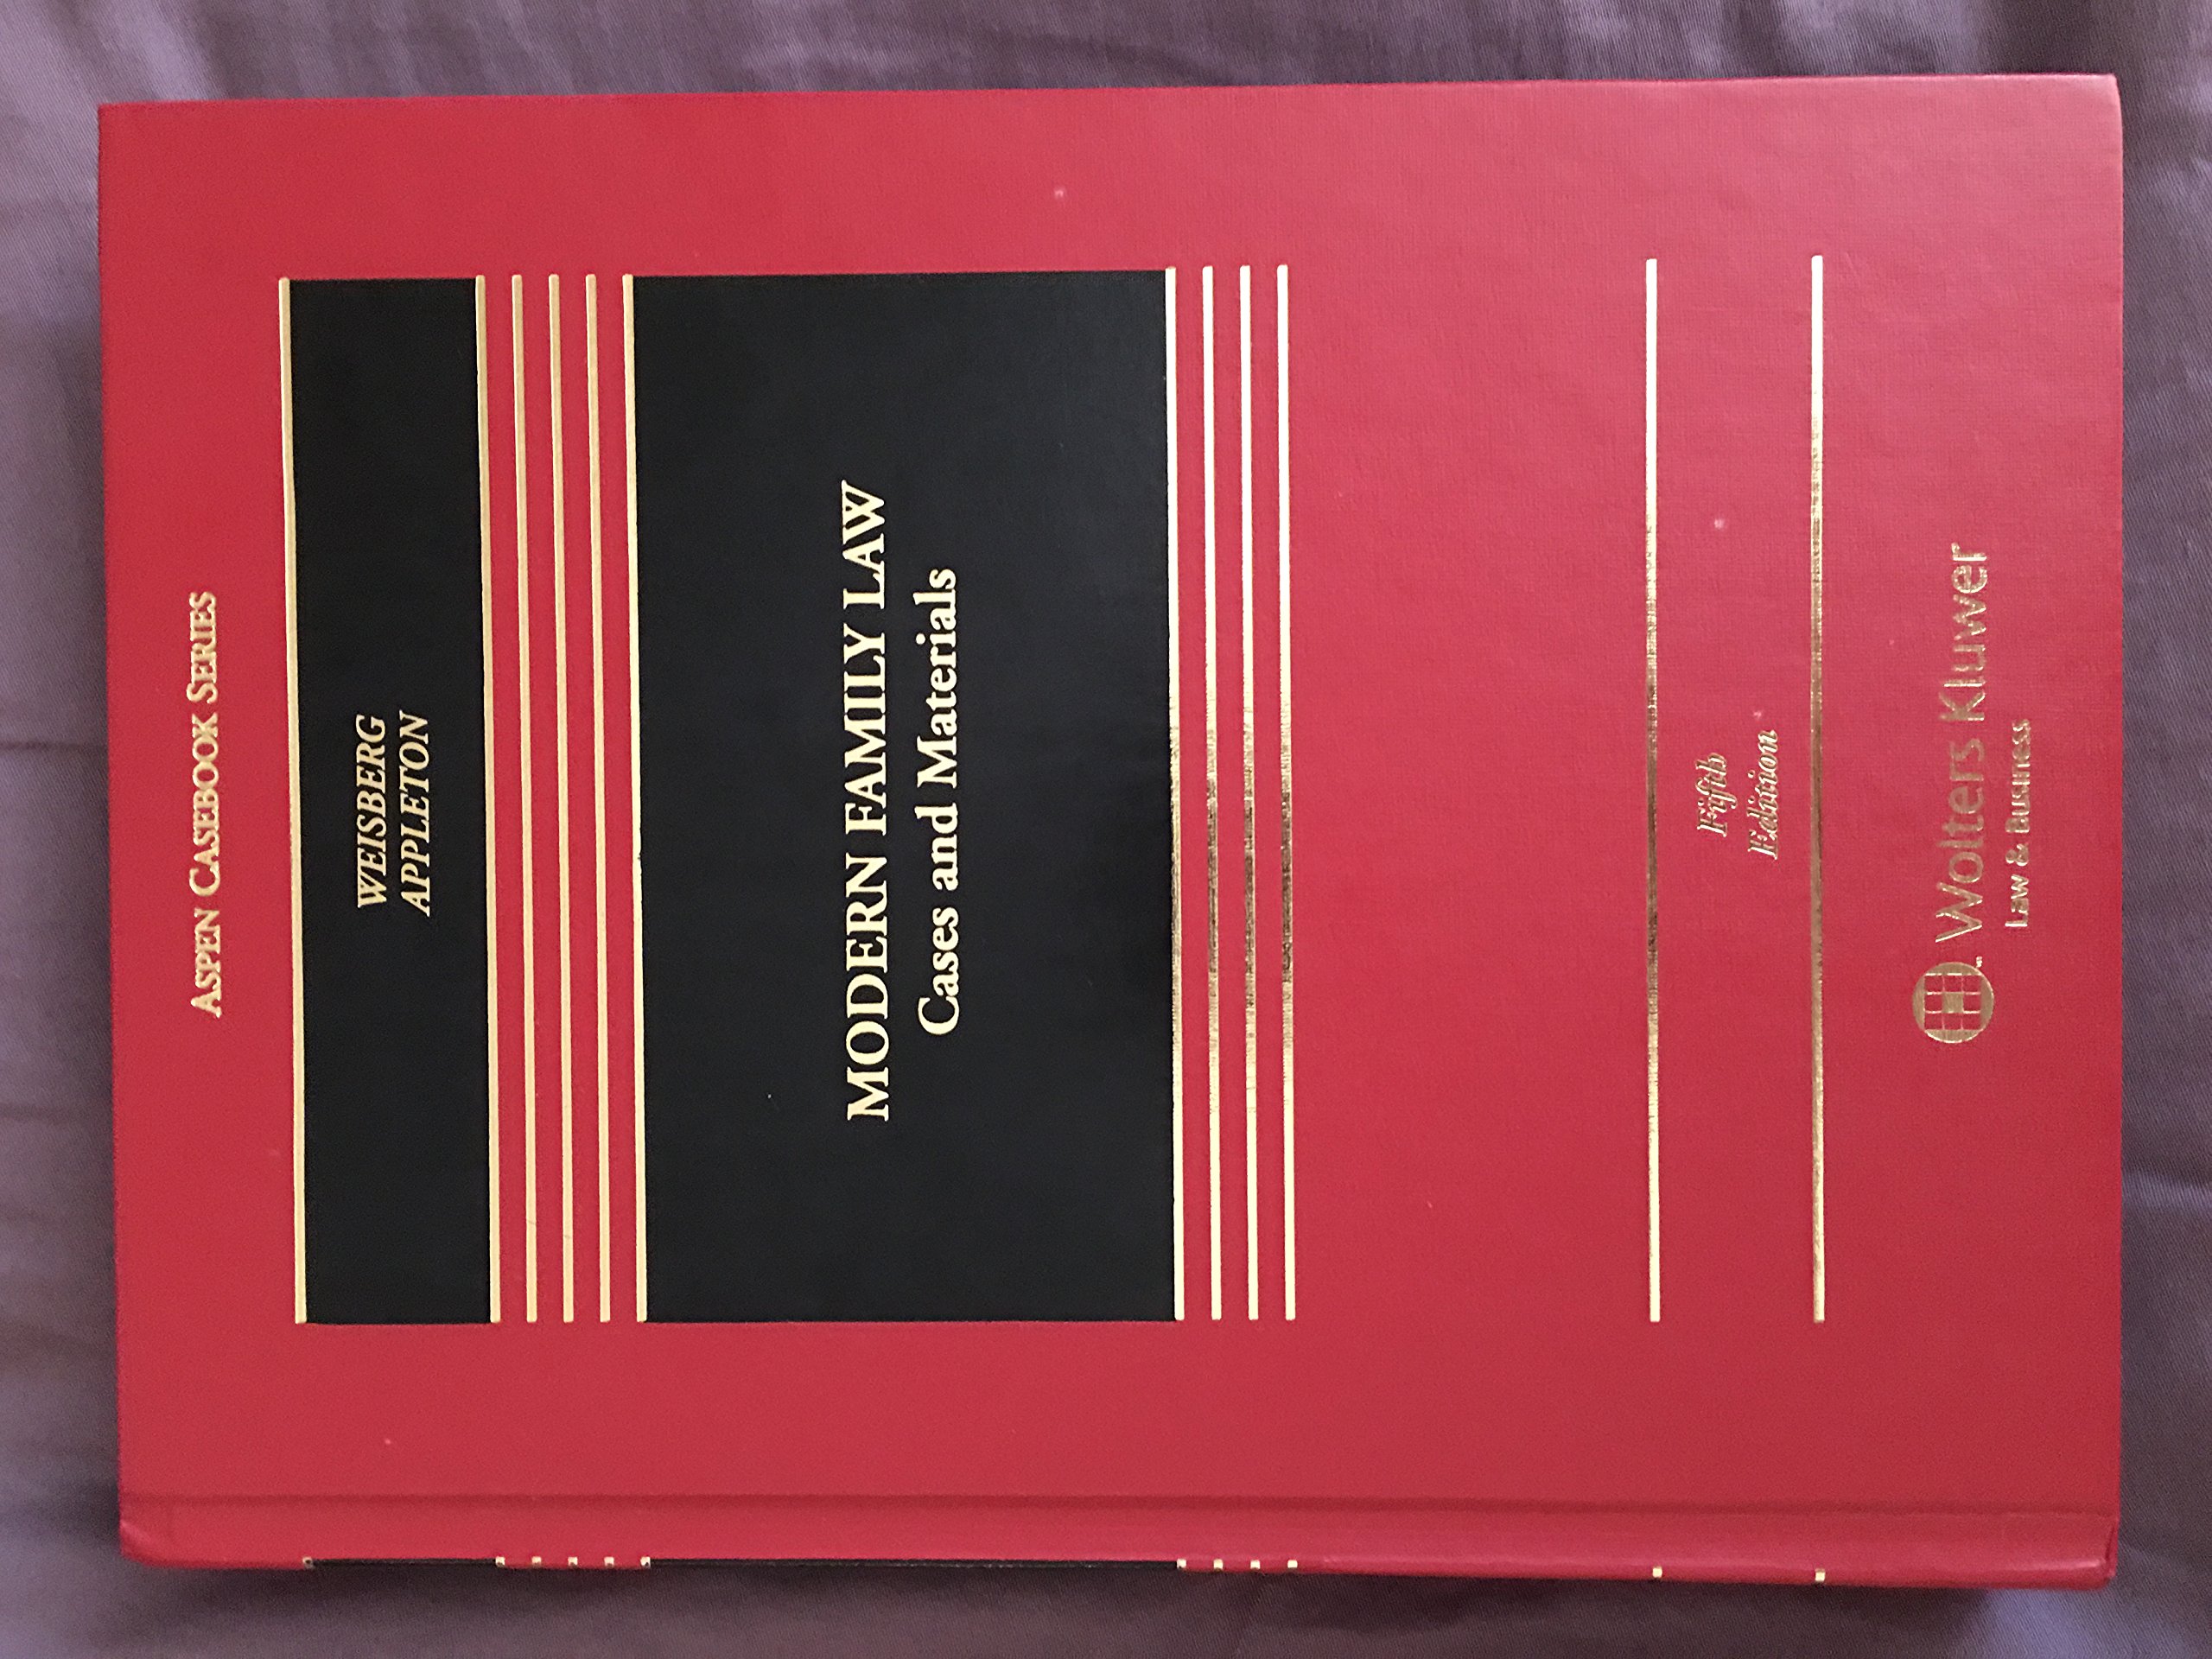 ASPEN CASEBOOK SERIES
WEISBERG
APPLETON
MODERN FAMILY LAW
Cases and Materials
Fifth
Edition
Wolters Kluwer
Law & Business